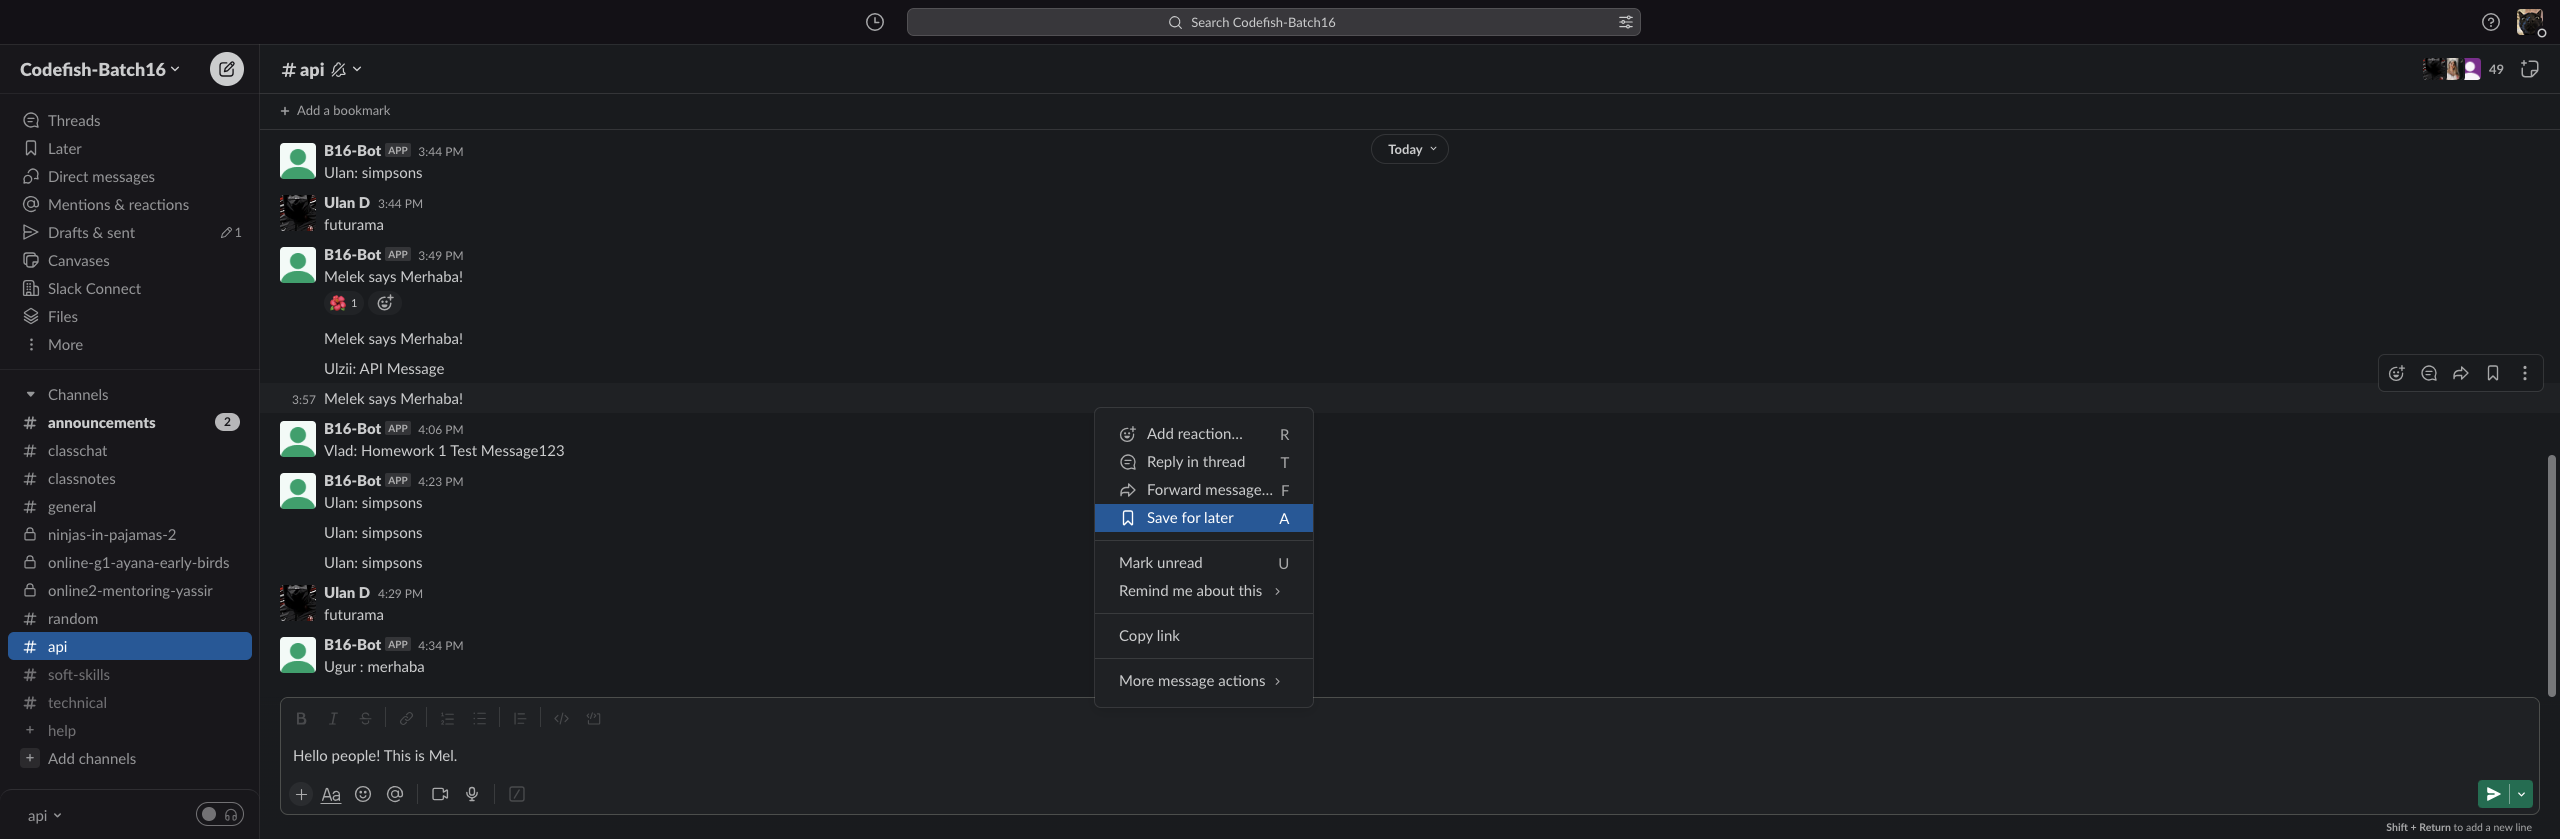 Search Codefish-Batch16
Codefish-Batch16
Threads
Later
Direct messages
Mentions & reactions
Drafts & sent 1
Canvases
Slack Connect
Files
More
Channels
# announcements 2
# classchat
# classnotes
# general
ninjas-in-pajamas-2
online-g1-ayana-early-birds
online2-mentoring-yassir
# random
# api
# soft-skills
# technical
+ help
+ Add channels
api
# api
49
+ Add a bookmark
Today
B16-Bot APP 3:44 PM
Ulan: simpsons
Ulan D 3:44 PM
futurama
B16-Bot APP 3:49 PM
Melek says Merhaba!
1
Melek says Merhaba!
Ulzii: API Message
3:57 Melek says Merhaba!
B16-Bot APP 4:06 PM
Vlad: Homework 1 Test Message123
B16-Bot APP 4:23 PM
Ulan: simpsons
Ulan: simpsons
Ulan: simpsons
Ulan D 4:29 PM
futurama
B16-Bot APP 4:34 PM
Ugur : merhaba
Add reaction... R
Reply in thread T
Forward message... F
Save for later A
Mark unread U
Remind me about this
Copy link
More message actions
B I S
Hello people! This is Mel.
+ Aa @
Shift + Return to add a new line